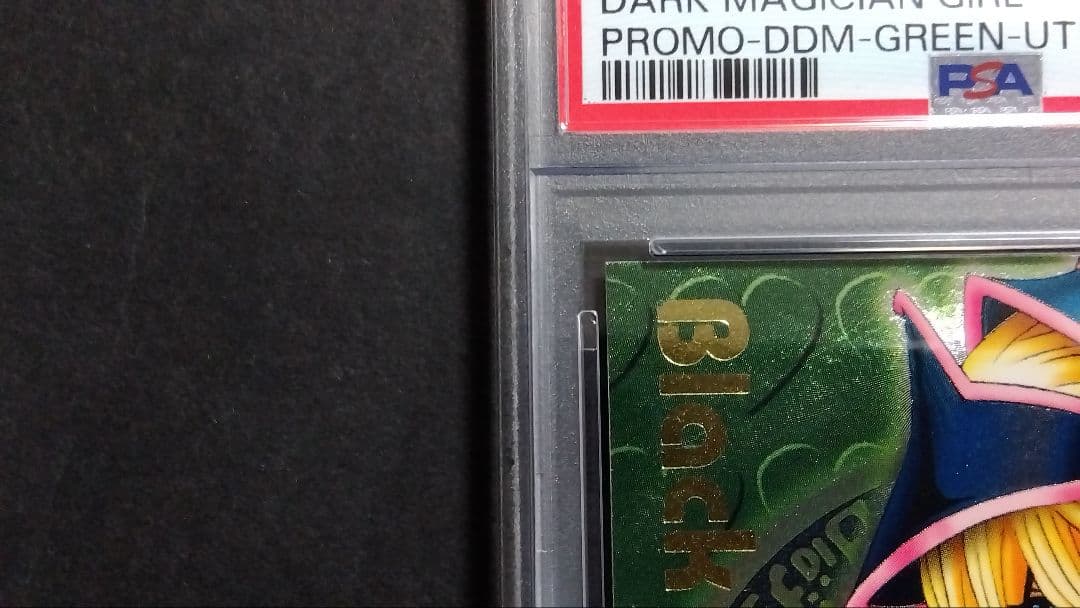 DARK MAGICIAN GIRL
PROMO-DDM-GREEN-UT
PSA
Black